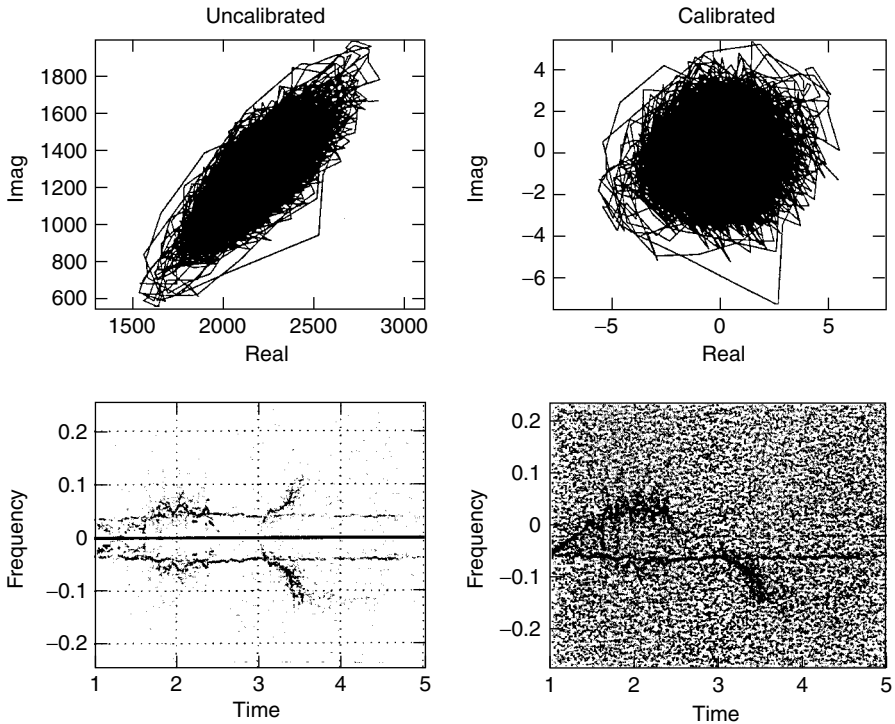 Uncalibrated
1800
1600
1400
1200
1000
800
600
Imag
1500 2000 2500 3000
Real
Calibrated
4
2
0
−2
−4
−6
Imag
−5 0 5
Real
0.2
0.1
0
−0.1
−0.2
Frequency
1 2 3 4 5
Time
0.2
0.1
0
−0.1
−0.2
Frequency
1 2 3 4 5
Time